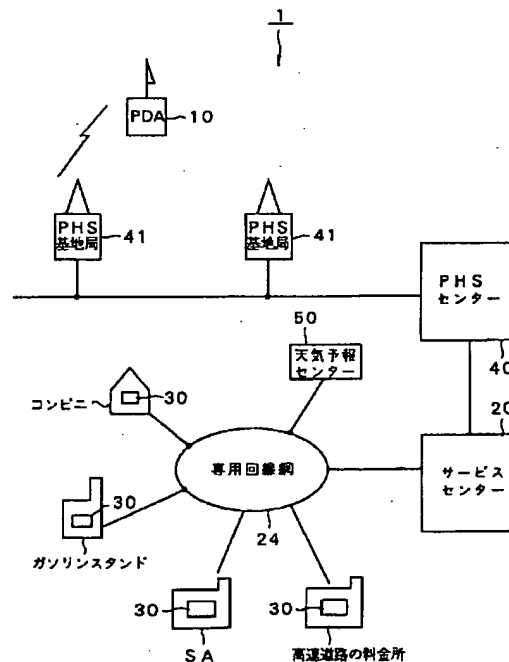 1
PDA
10
PHS
基地局
41
PHS
基地局
41
PHS
センター
40
50
天気予報
センター
20
コンビニ
30
専用回線網
24
サービス
センター
30
ガソリンスタンド
30
SA
30
高速道路の料金所